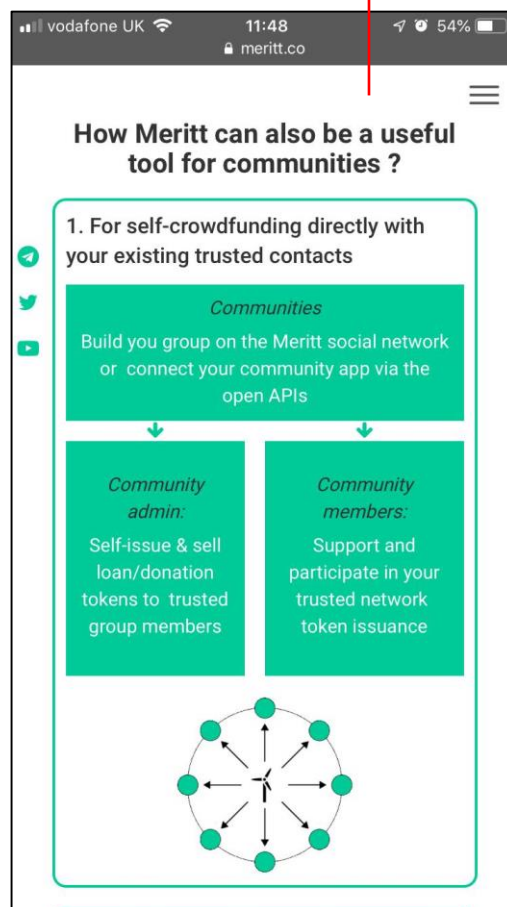 vodafone UK 11:48 54%
meritt.co
How Meritt can also be a useful
tool for communities ?
1. For self-crowdfunding directly with
your existing trusted contacts
Communities
Build you group on the Meritt social network
or connect your community app via the
open APIs
Community
admin:
Self-issue & sell
loan/donation
tokens to trusted
group members
Community
members:
Support and
participate in your
trusted network
token issuance